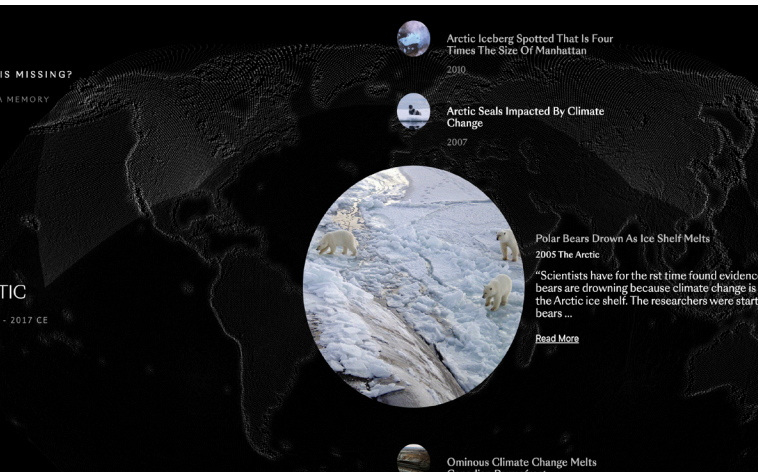 IS MISSING?
A MEMORY
TIC
- 2017 CE
Arctic Iceberg Spotted That Is Four
Times The Size Of Manhattan
2010
Arctic Seals Impacted By Climate
Change
2007
Polar Bears Drown As Ice Shelf Melts
2005 The Arctic
“Scientists have for the rst time found evidence
bears are drowning because climate change is
the Arctic ice shelf. The researchers were start
bears ...
Read More
Ominous Climate Change Melts